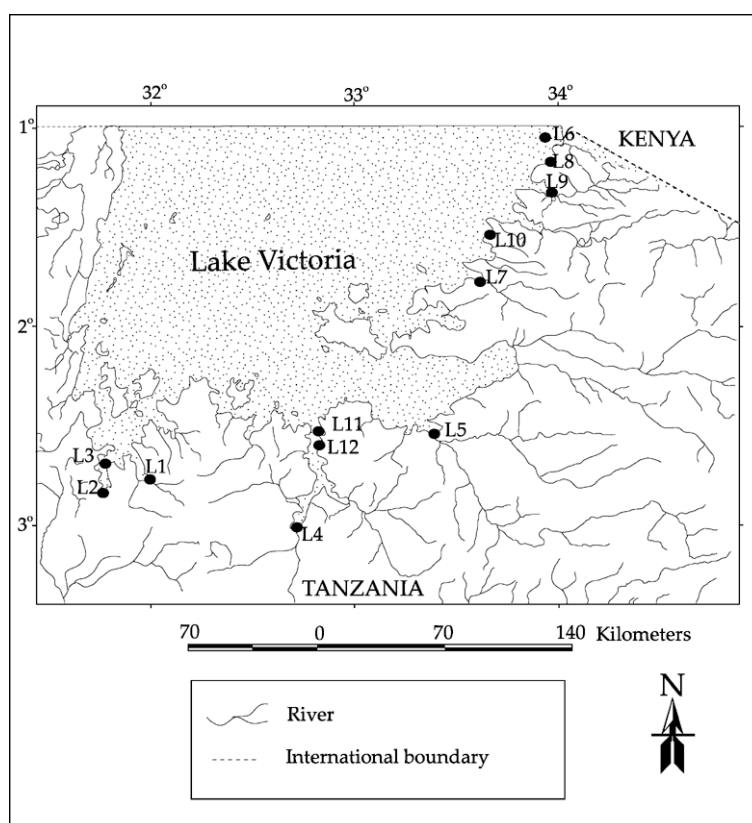 32° 33° 34°
1°
L6
KENYA
L8
L9
L10
Lake Victoria
L7
2°
L11
L5
L12
L3
L1
L2
3°
L4
TANZANIA
70 0 70 140 Kilometers
N
River
International boundary